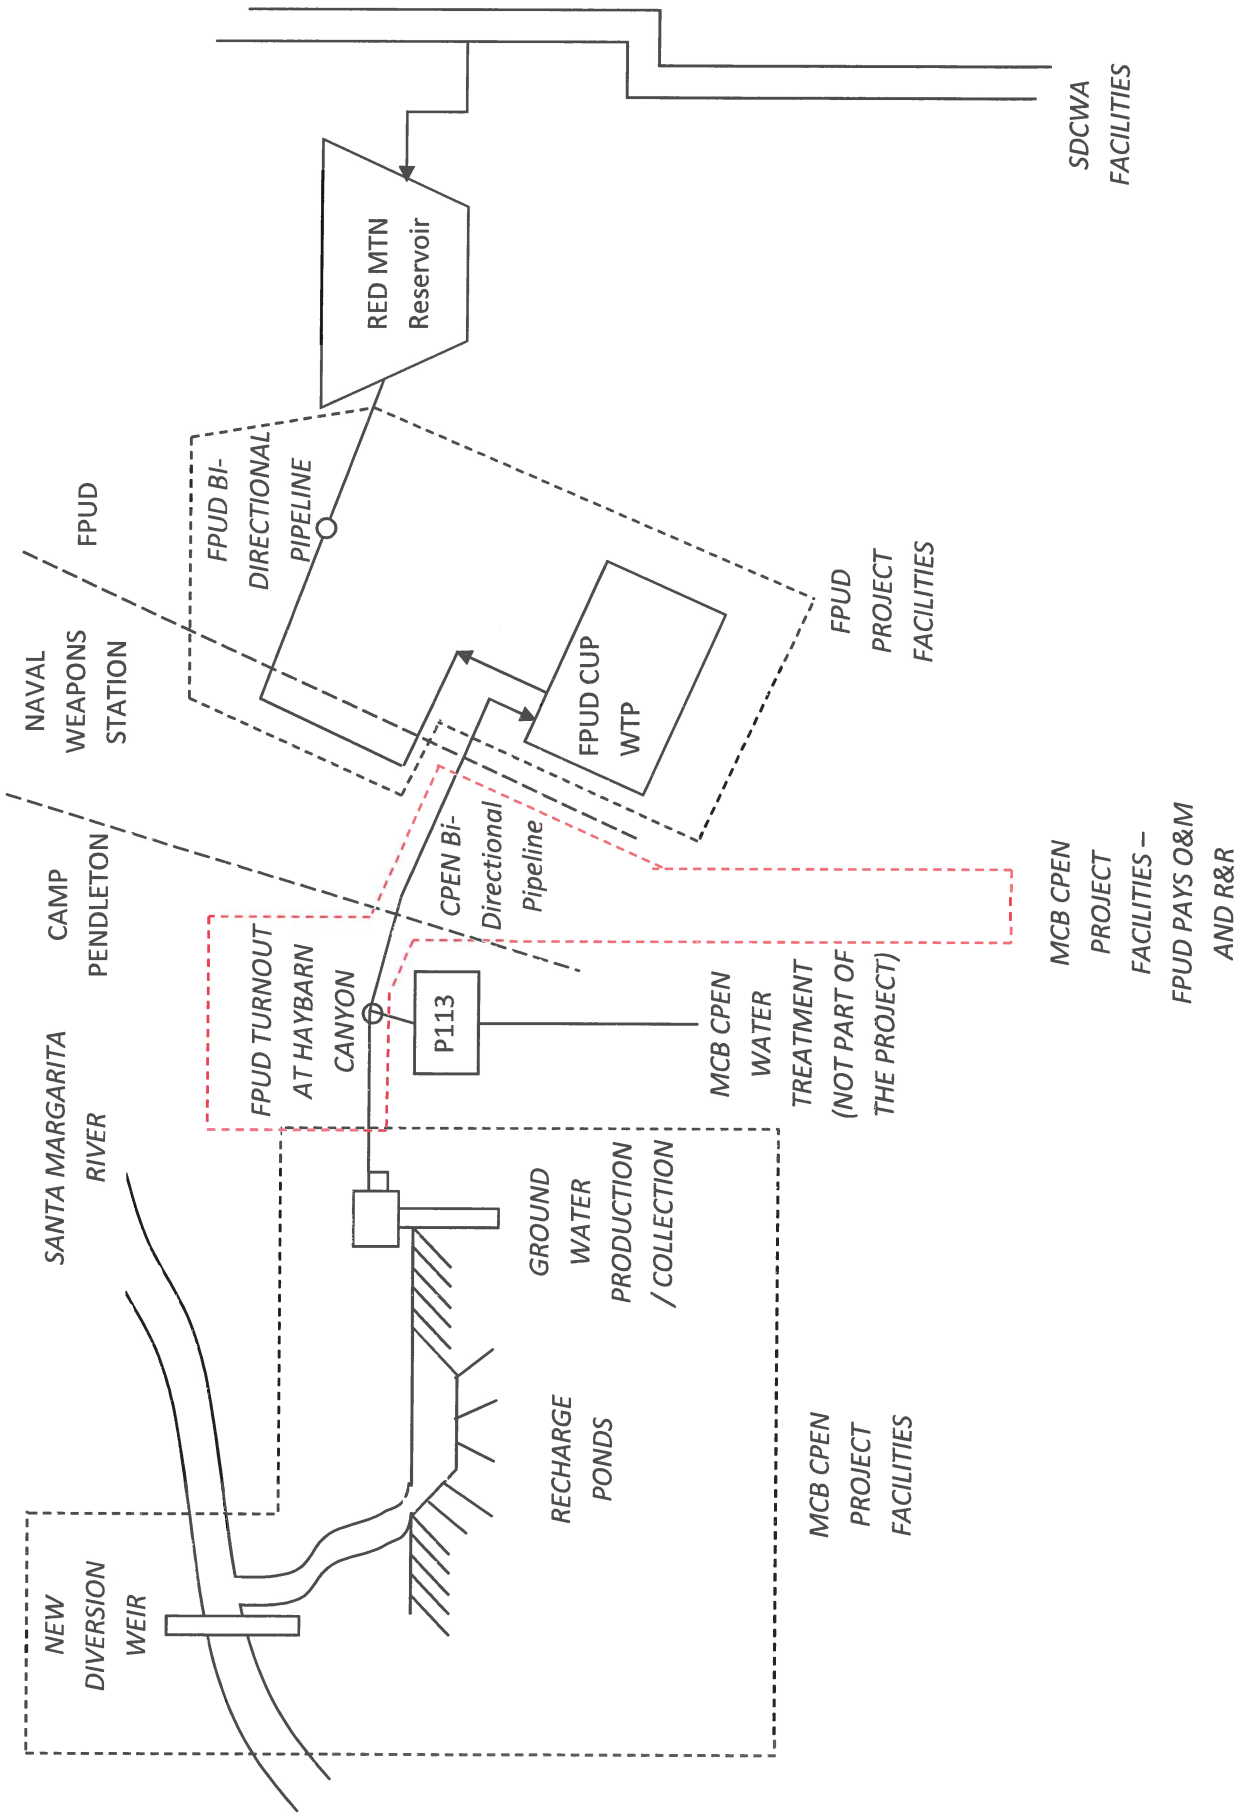 SANTA MARGARITA
RIVER
CAMP
PENDLETON
NAVAL
WEAPONS
STATION
FPUD
NEW
DIVERSION
WEIR
FPUD TURNOUT
AT HAYBARN
CANYON
FPUD BI-
DIRECTIONAL
PIPELINE
RED MTN
Reservoir
P113
CPEN Bi-
Directional
Pipeline
FPUD CUP
WTP
RECHARGE
PONDS
GROUND
WATER
PRODUCTION
/ COLLECTION
MCB CPEN
WATER
TREATMENT
(NOT PART OF
THE PROJECT)
MCB CPEN
PROJECT
FACILITIES
FPUD
PROJECT
FACILITIES
MCB CPEN
PROJECT
FACILITIES –
FPUD PAYS O&M
AND R&R
SDCWA
FACILITIES